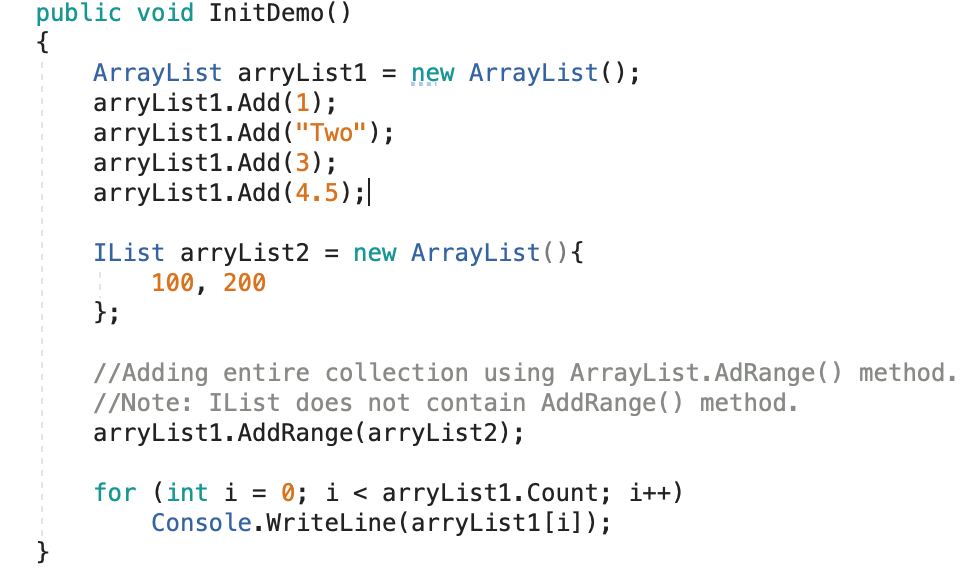 public void InitDemo()
{
    ArrayList arryList1 = new ArrayList();
    arryList1.Add(1);
    arryList1.Add("Two");
    arryList1.Add(3);
    arryList1.Add(4.5);
    IList arryList2 = new ArrayList(){
        100, 200
    };
    //Adding entire collection using ArrayList.AdRange() method.
    //Note: IList does not contain AddRange() method.
    arryList1.AddRange(arryList2);
    for (int i = 0; i < arryList1.Count; i++)
        Console.WriteLine(arryList1[i]);
}